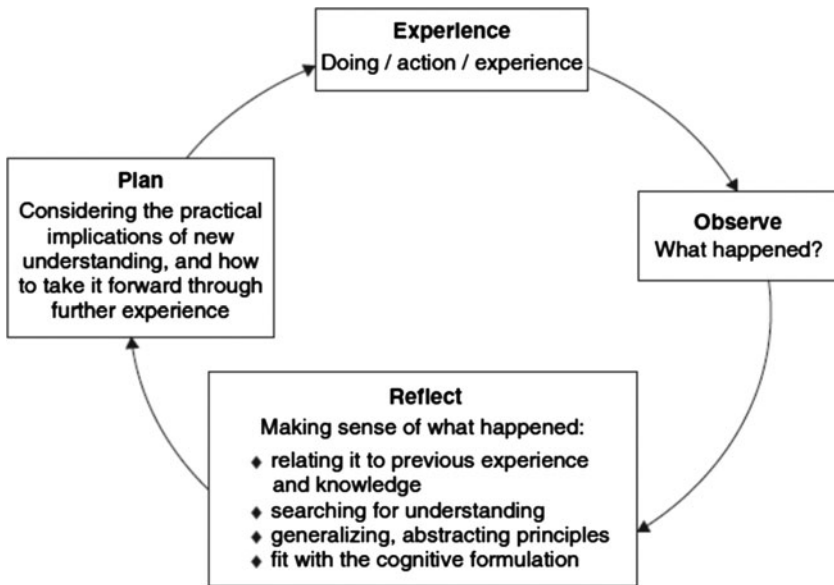 Experience
Doing / action / experience
Observe
What happened?
Reflect
Making sense of what happened:
♦ relating it to previous experience
and knowledge
♦ searching for understanding
♦ generalizing, abstracting principles
♦ fit with the cognitive formulation
Plan
Considering the practical
implications of new
understanding, and how
to take it forward through
further experience